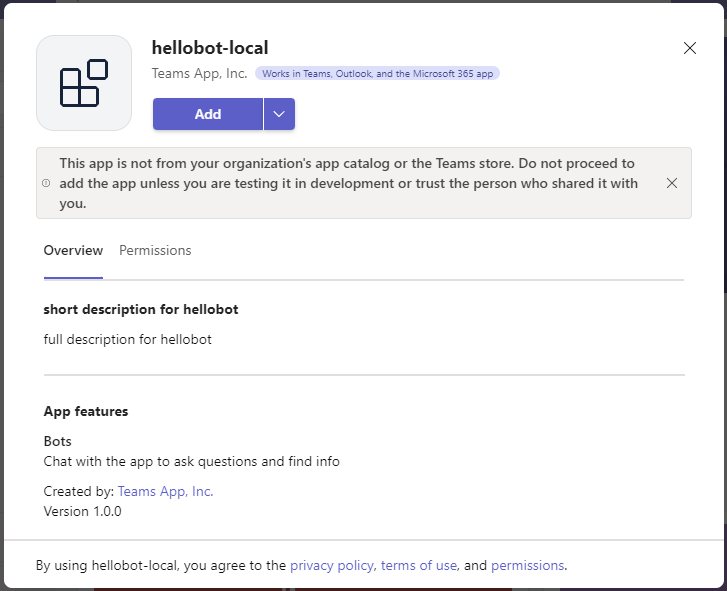 hellobot-local
Teams App, Inc. Works in Teams, Outlook, and the Microsoft 365 app
Add
This app is not from your organization's app catalog or the Teams store. Do not proceed to
add the app unless you are testing it in development or trust the person who shared it with
you.
Overview Permissions
short description for hellobot
full description for hellobot
App features
Bots
Chat with the app to ask questions and find info
Created by: Teams App, Inc.
Version 1.0.0
By using hellobot-local, you agree to the privacy policy, terms of use, and permissions.